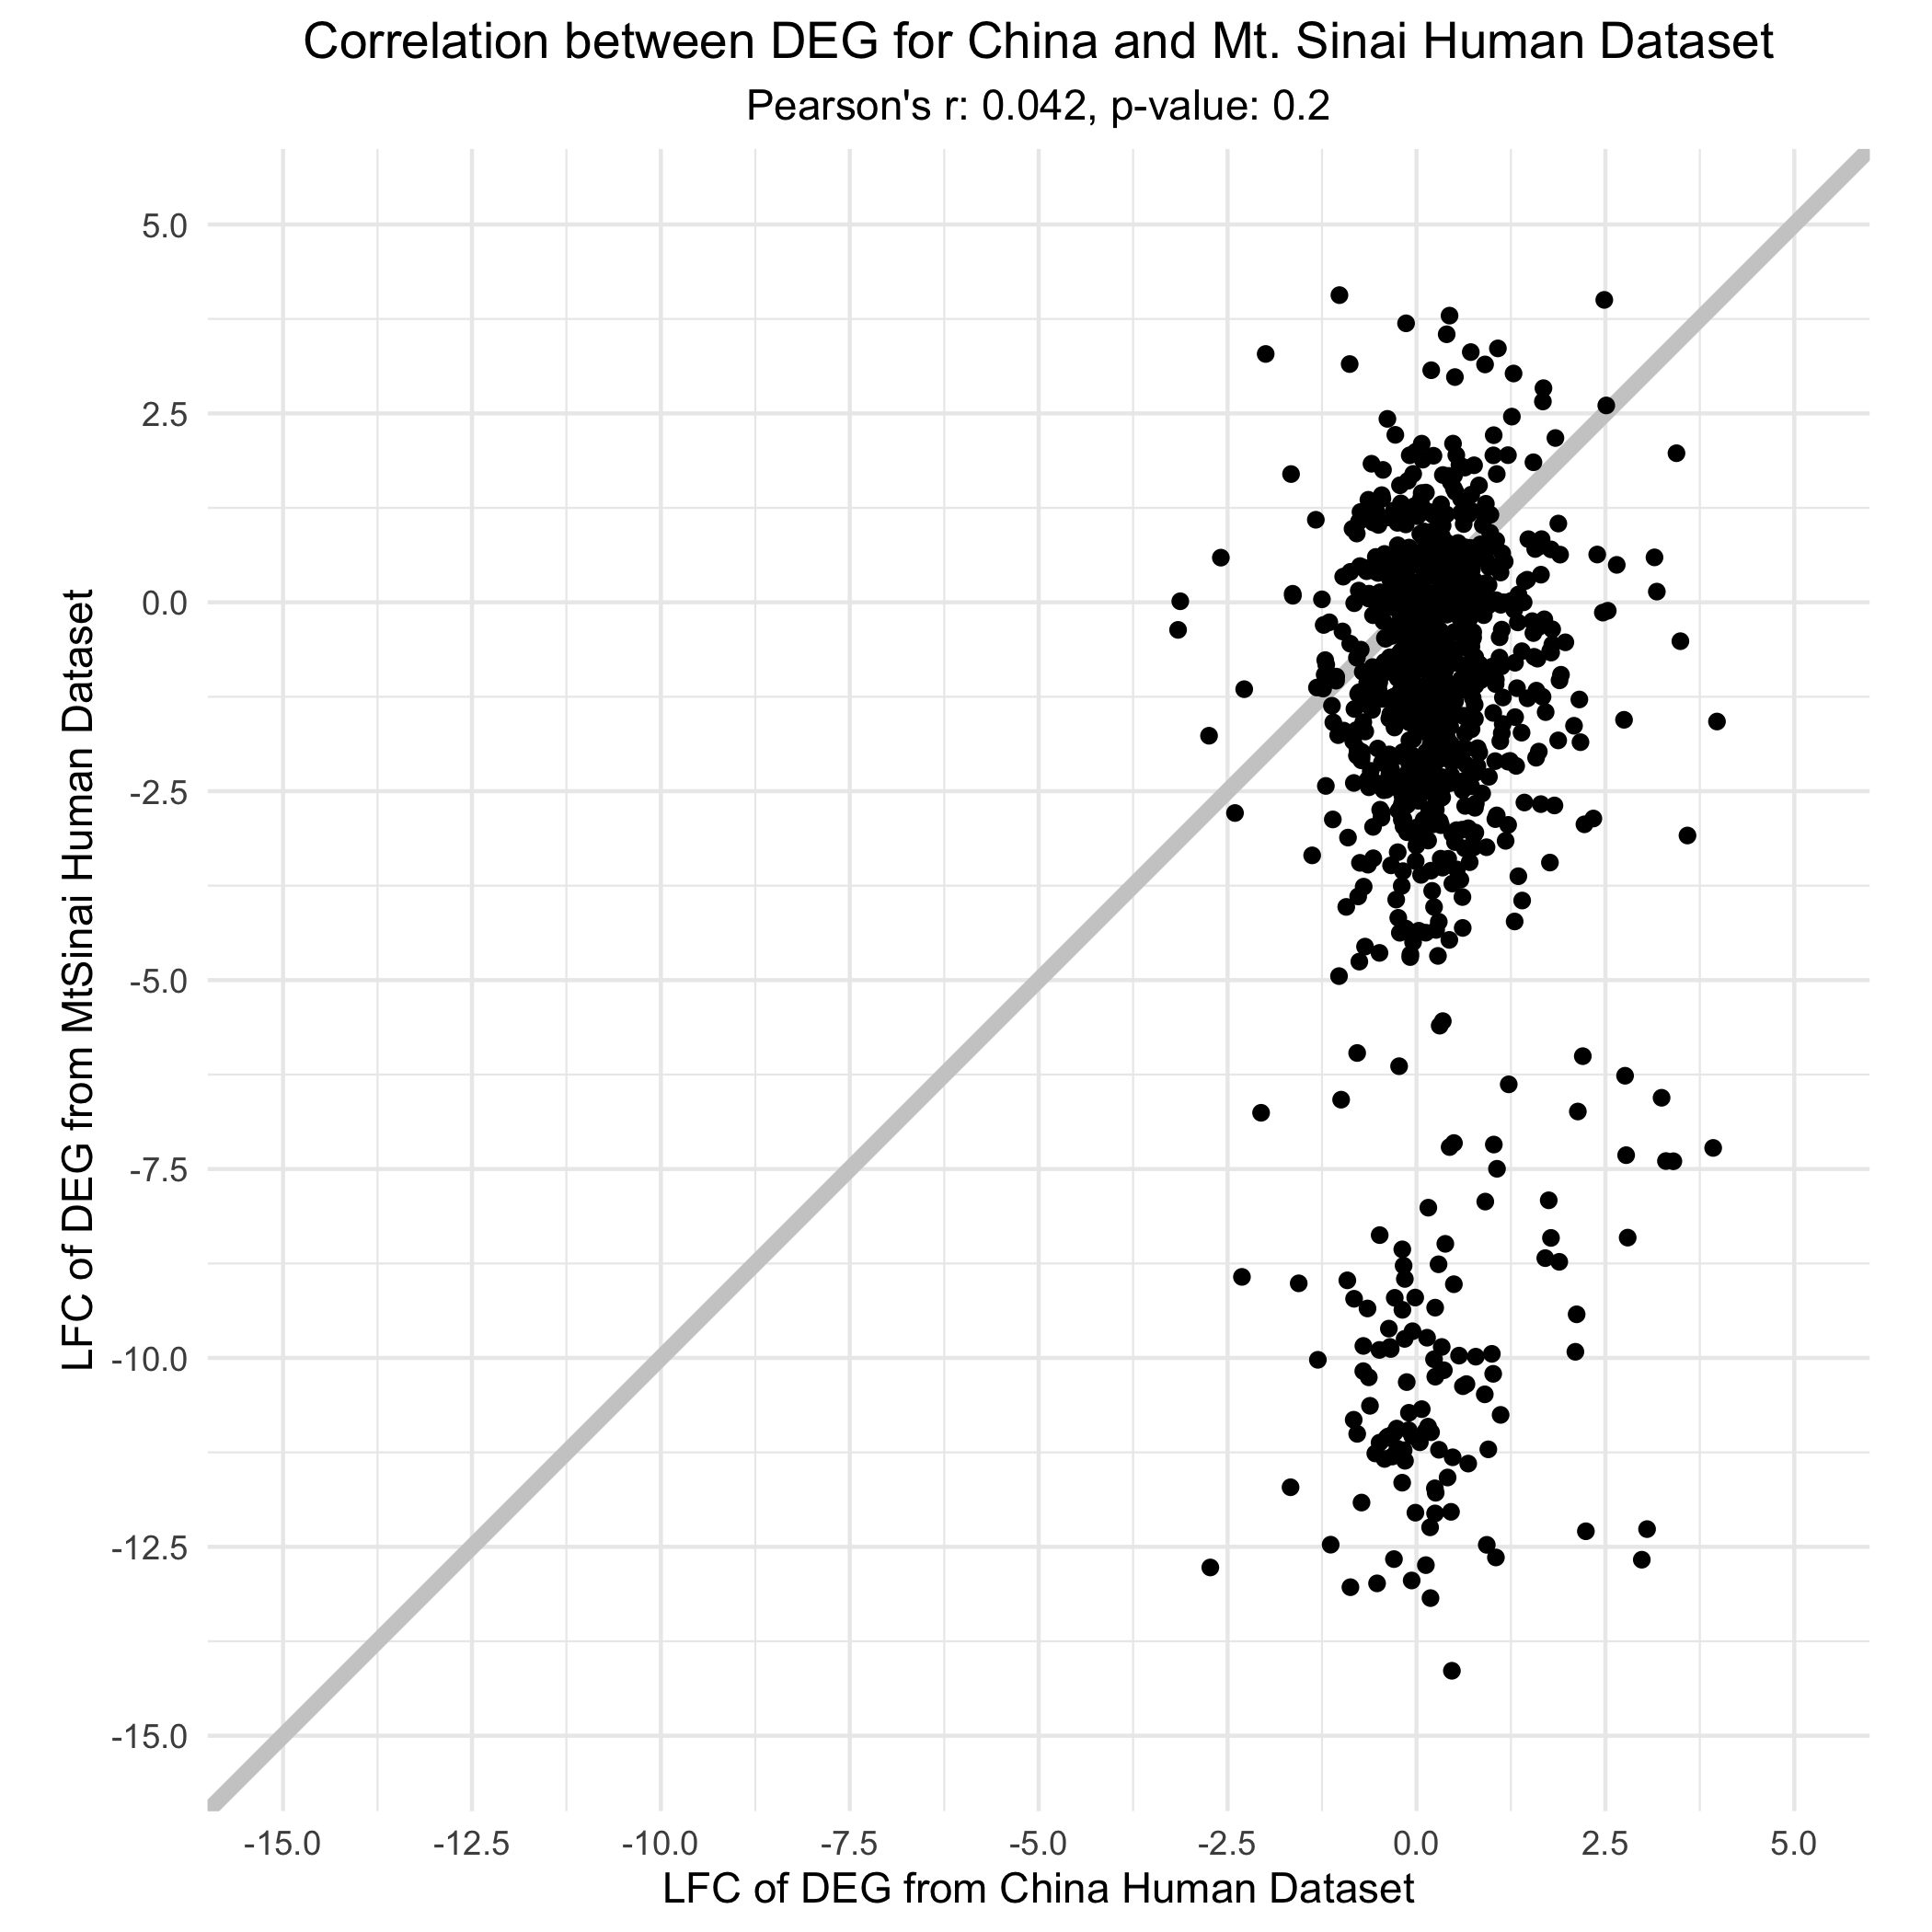 Correlation between DEG for China and Mt. Sinai Human Dataset
Pearson's r: 0.042, p-value: 0.2
LFC of DEG from MtSinai Human Dataset
5.0
2.5
0.0
-2.5
-5.0
-7.5
-10.0
-12.5
-15.0
-15.0 -12.5 -10.0 -7.5 -5.0 -2.5 0.0 2.5 5.0
LFC of DEG from China Human Dataset